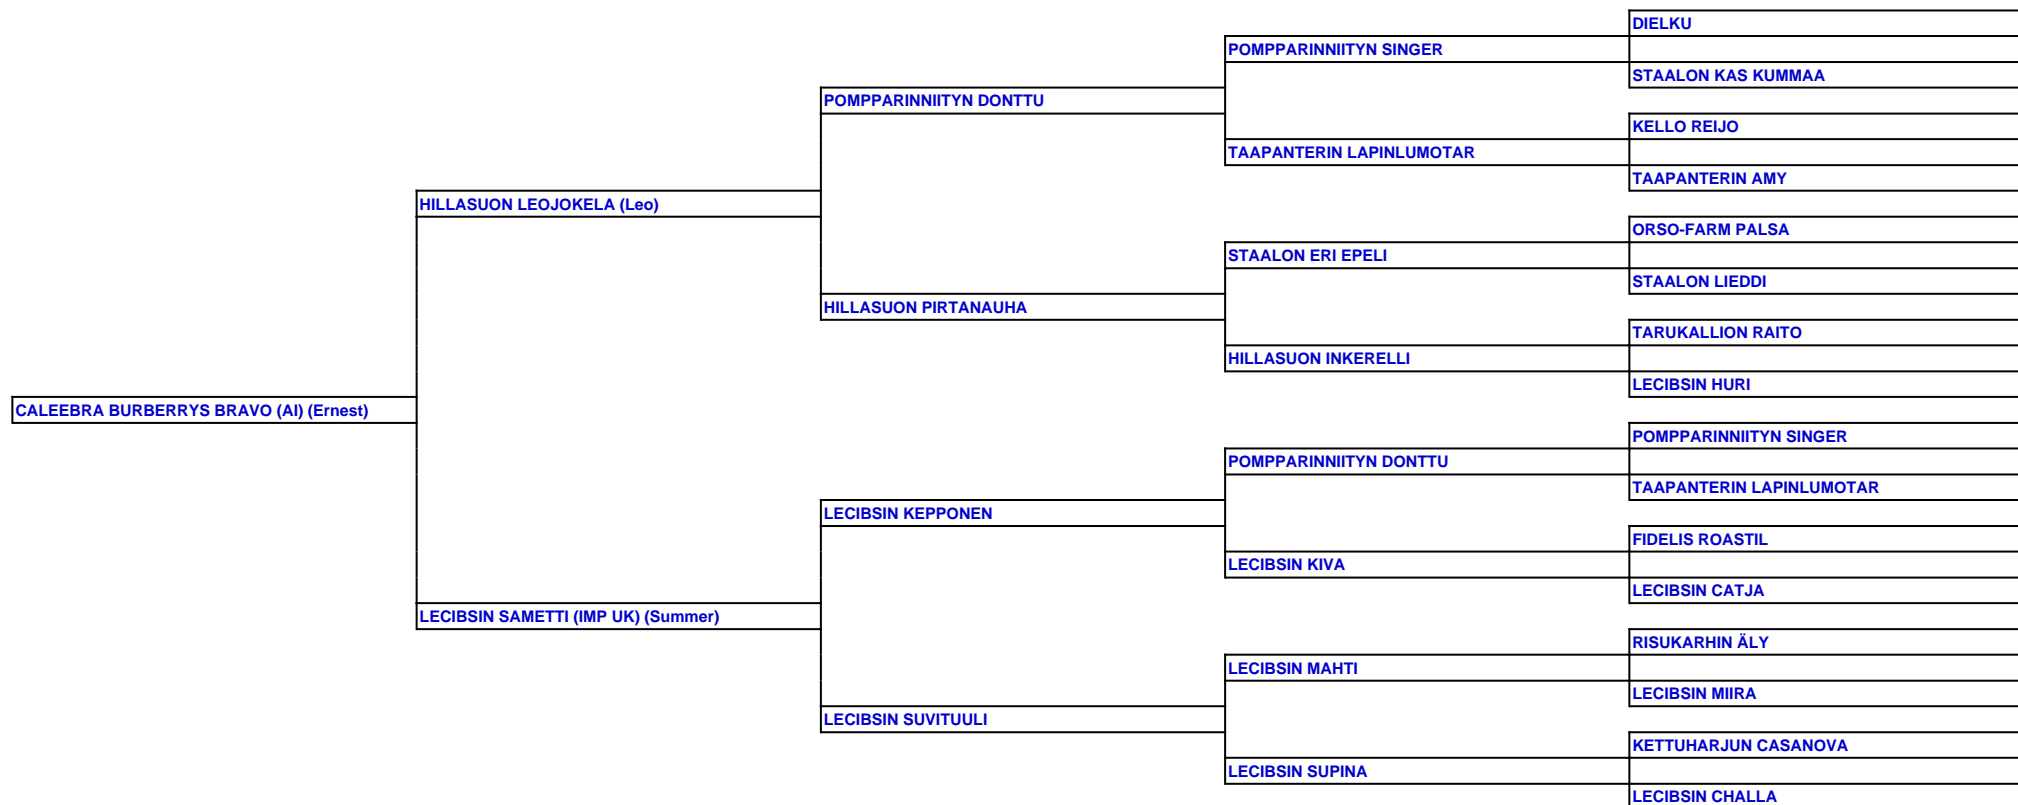 DIELKU
POMPPARINNIITYN SINGER
STAALON KAS KUMMAA
POMPPARINNIITYN DONTTU
KELLO REIJO
TAAPANTERIN LAPINLUMOTAR
TAAPANTERIN AMY
HILLASUON LEOJOKELA (Leo)
ORSO-FARM PALSA
STAALON ERI EPELI
STAALON LIEDDI
HILLASUON PIRTANAUHA
TARUKALLION RAITO
HILLASUON INKERELLI
LECIBSIN HURI
CALEEBRA BURBERRYS BRAVO (AI) (Ernest)
POMPPARINNIITYN SINGER
POMPPARINNIITYN DONTTU
TAAPANTERIN LAPINLUMOTAR
LECIBSIN KEPPONEN
FIDELIS ROASTIL
LECIBSIN KIVA
LECIBSIN CATJA
LECIBSIN SAMETTI (IMP UK) (Summer)
RISUKARHIN ÄLY
LECIBSIN MAHTI
LECIBSIN MIIRA
LECIBSIN SUVITUULI
KETTUHARJUN CASANOVA
LECIBSIN SUPINA
LECIBSIN CHALLA